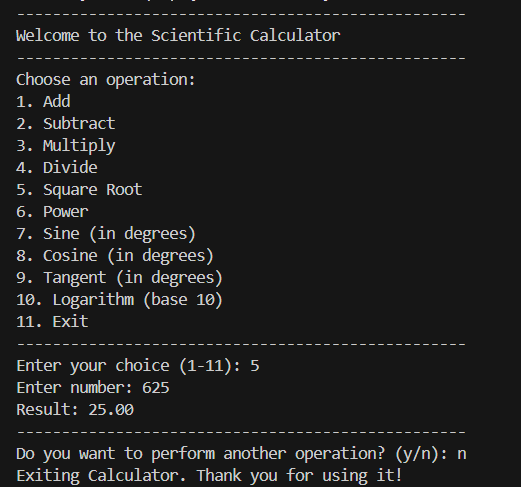 --------------------------------------------------
Welcome to the Scientific Calculator
--------------------------------------------------
Choose an operation:
1. Add
2. Subtract
3. Multiply
4. Divide
5. Square Root
6. Power
7. Sine (in degrees)
8. Cosine (in degrees)
9. Tangent (in degrees)
10. Logarithm (base 10)
11. Exit
--------------------------------------------------
Enter your choice (1-11): 5
Enter number: 625
Result: 25.00
--------------------------------------------------
Do you want to perform another operation? (y/n): n
Exiting Calculator. Thank you for using it!